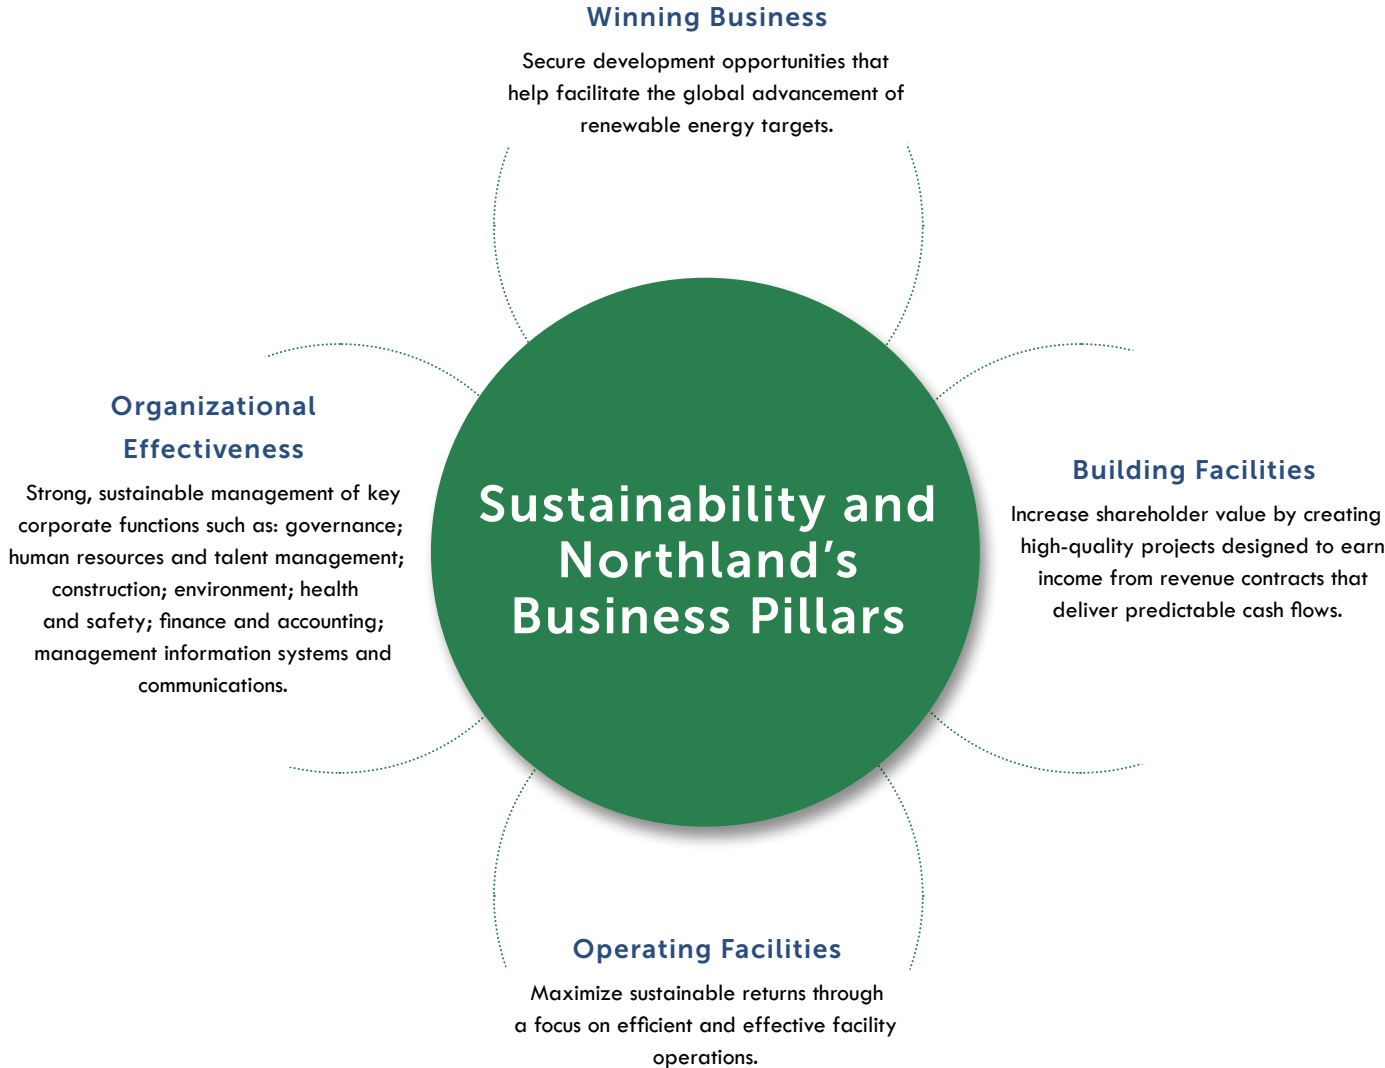 Winning Business
Secure development opportunities that
help facilitate the global advancement of
renewable energy targets.
Organizational
Effectiveness
Strong, sustainable management of key
corporate functions such as: governance;
human resources and talent management;
construction; environment; health
and safety; finance and accounting;
management information systems and
communications.
Sustainability and
Northland’s
Business Pillars
Building Facilities
Increase shareholder value by creating
high-quality projects designed to earn
income from revenue contracts that
deliver predictable cash flows.
Operating Facilities
Maximize sustainable returns through
a focus on efficient and effective facility
operations.